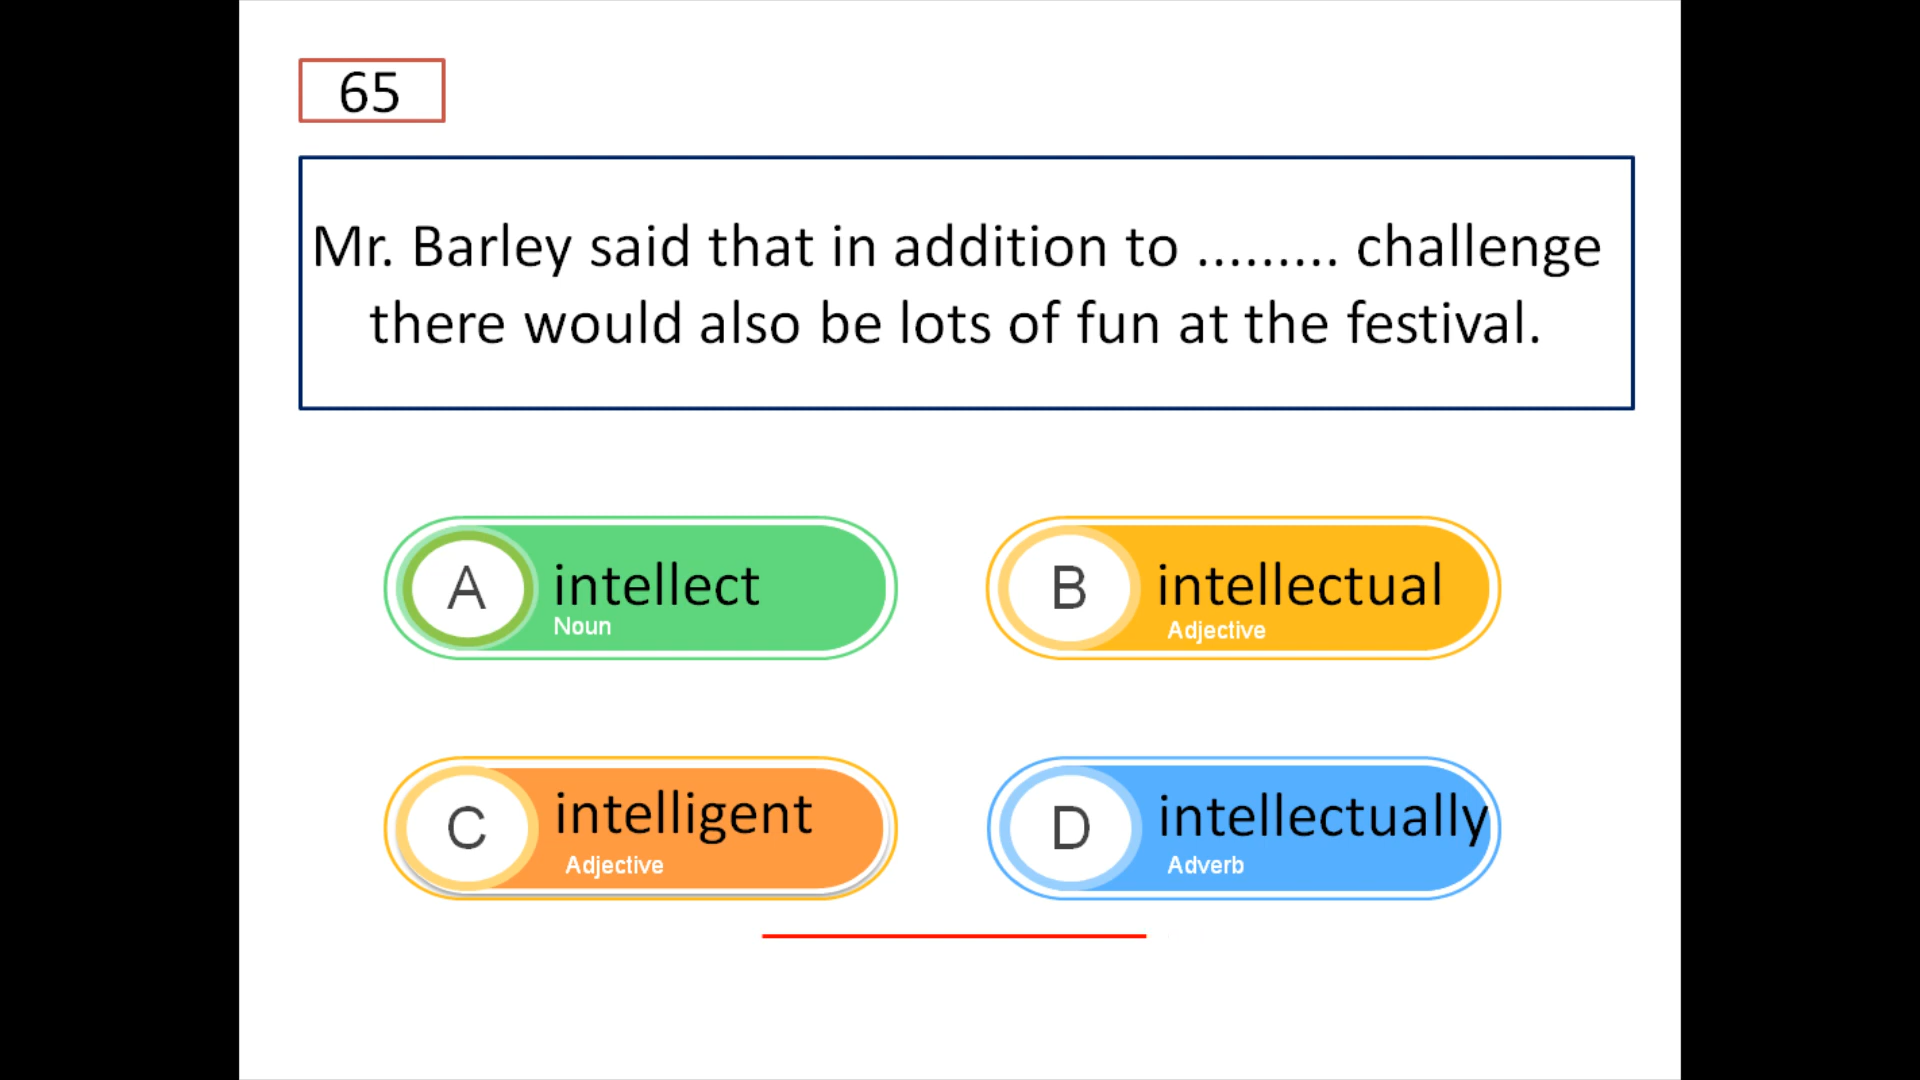 65
Mr. Barley said that in addition to ......... challenge
there would also be lots of fun at the festival.
A intellect
Noun
B intellectual
Adjective
C intelligent
Adjective
D intellectually
Adverb